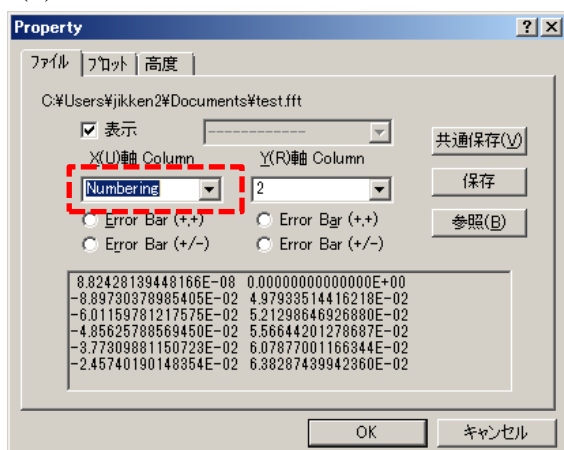 Property
ファイル プロット 高度
C:¥Users¥jikken2¥Documents¥test.fft
表示 ------------ 共通保存(V)
X(U)軸 Column Y(R)軸 Column
Numbering 2 保存
Error Bar (+,+) Error Bar (+,+) 参照(B)
Error Bar (+/-) Error Bar (+/-)
8.82428139448166E-08 0.00000000000000E+00
-8.89730378985405E-02 4.97933514416218E-02
-6.01159781217575E-02 5.21298646926880E-02
-4.85625788569450E-02 5.56644201278687E-02
-3.77309881150723E-02 6.07877001166344E-02
-2.45740190148354E-02 6.38287439942360E-02
OK キャンセル